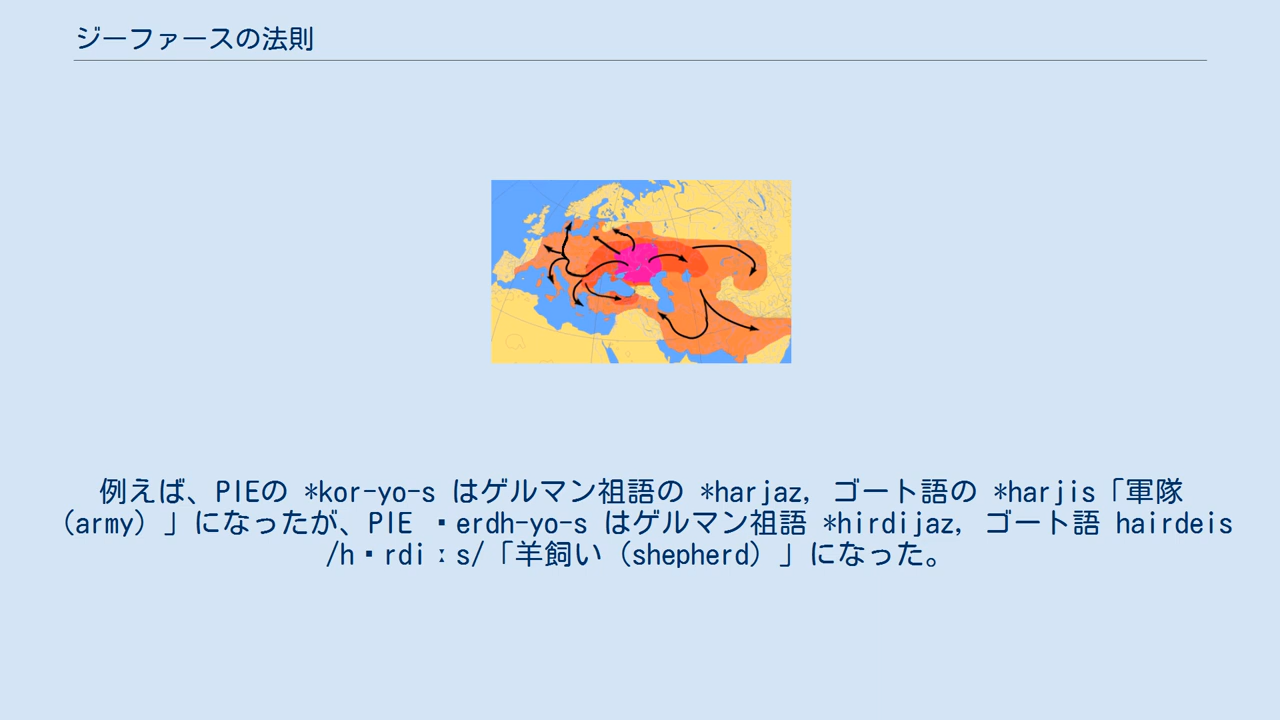 ジーファースの法則
例えば、PIEの *kor-yo-s はゲルマン祖語の *harjaz, ゴート語の *harjis「軍隊
(army）」になったが、PIE ▪erdh-yo-s はゲルマン祖語 *hirdijaz, ゴート語 hairdeis
/h▪rdiːs/「羊飼い（shepherd）」になった。